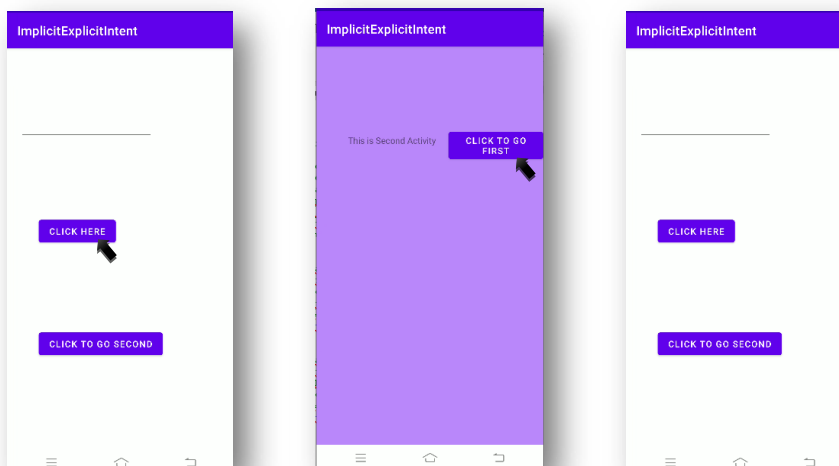 ImplicitExplicitIntent
CLICK HERE
CLICK TO GO SECOND
ImplicitExplicitIntent
This is Second Activity
CLICK TO GO
FIRST
ImplicitExplicitIntent
CLICK HERE
CLICK TO GO SECOND